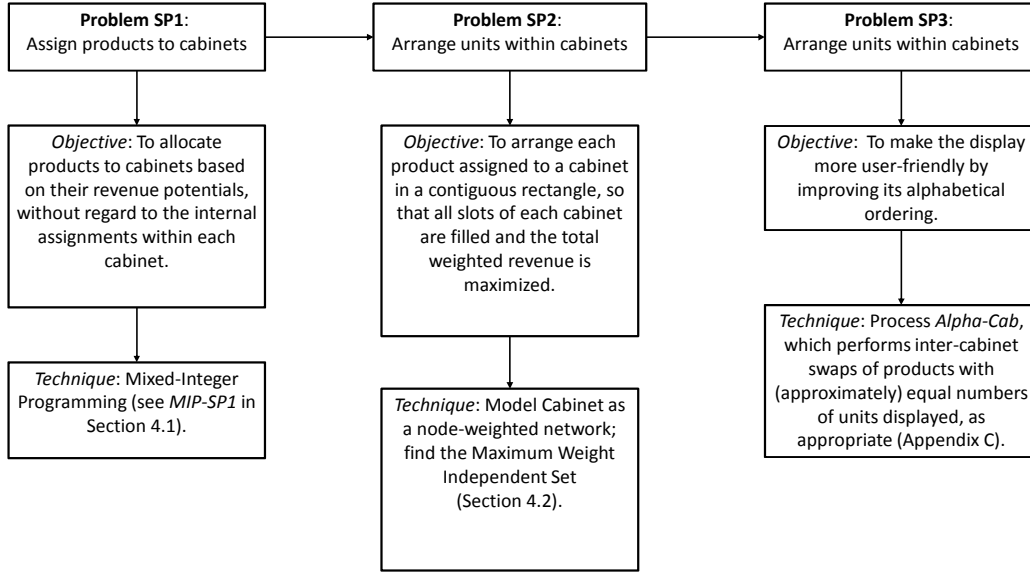 Problem SP1:
Assign products to cabinets
Problem SP2:
Arrange units within cabinets
Problem SP3:
Arrange units within cabinets
Objective: To allocate
products to cabinets based
on their revenue potentials,
without regard to the internal
assignments within each
cabinet.
Objective: To arrange each
product assigned to a cabinet
in a contiguous rectangle, so
that all slots of each cabinet
are filled and the total
weighted revenue is
maximized.
Objective: To make the display
more user-friendly by
improving its alphabetical
ordering.
Technique: Mixed-Integer
Programming (see MIP-SP1 in
Section 4.1).
Technique: Model Cabinet as
a node-weighted network;
find the Maximum Weight
Independent Set
(Section 4.2).
Technique: Process Alpha-Cab,
which performs inter-cabinet
swaps of products with
(approximately) equal numbers
of units displayed, as
appropriate (Appendix C).